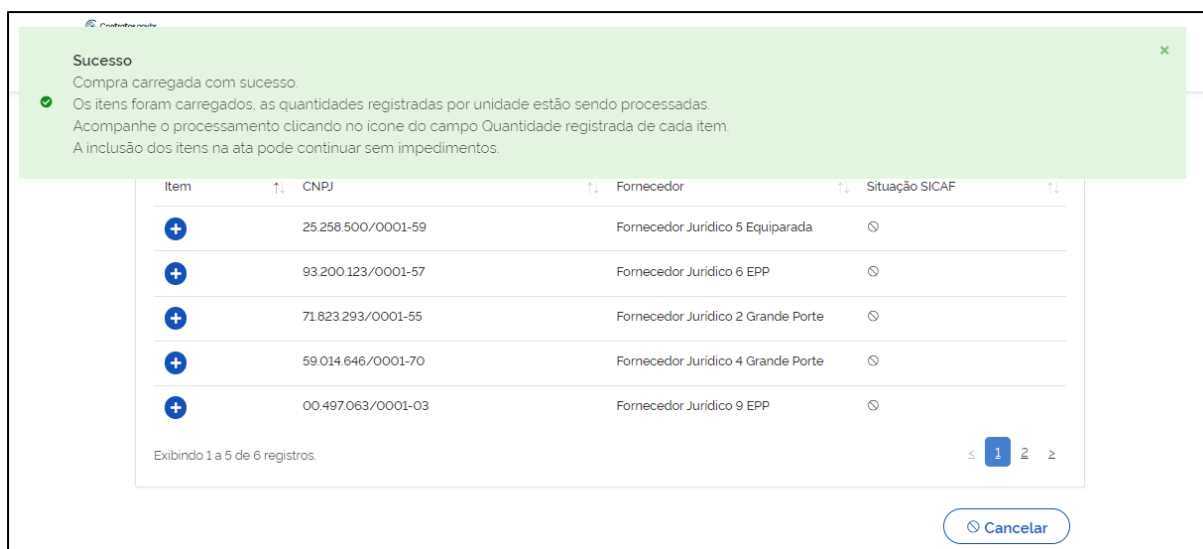 Contratos.gov.br
Sucesso
Compra carregada com sucesso.
Os itens foram carregados, as quantidades registradas por unidade estão sendo processadas.
Acompanhe o processamento clicando no ícone do campo Quantidade registrada de cada item.
A inclusão dos itens na ata pode continuar sem impedimentos.
Item CNPJ Fornecedor Situação SICAF
25.258.500/0001-59 Fornecedor Jurídico 5 Equiparada
93.200.123/0001-57 Fornecedor Jurídico 6 EPP
71.823.293/0001-55 Fornecedor Jurídico 2 Grande Porte
59.014.646/0001-70 Fornecedor Jurídico 4 Grande Porte
00.497.063/0001-03 Fornecedor Jurídico 9 EPP
Exibindo 1 a 5 de 6 registros.
≤ 1 2 ≥
Cancelar